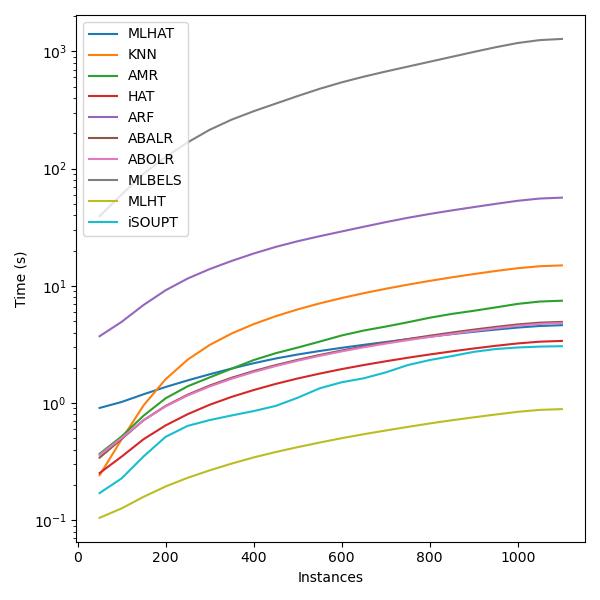 MLHAT
KNN
AMR
HAT
ARF
ABALR
ABOLR
MLBELS
MLHT
iSOUPT
Time (s)
10³
10²
10¹
10⁰
10⁻¹
0 200 400 600 800 1000
Instances